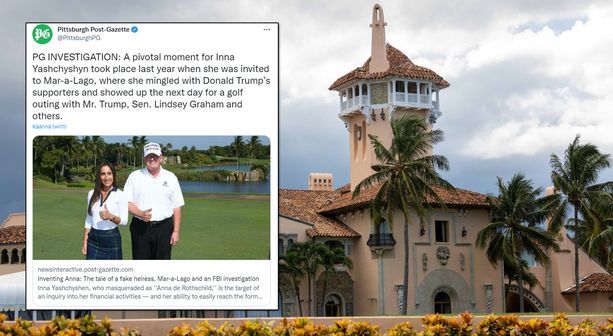 Pittsburgh Post-Gazette
@PittsburghPG
PG INVESTIGATION: A pivotal moment for Inna
Yashchyshyn took place last year when she was invited
to Mar-a-Lago, where she mingled with Donald Trump's
supporters and showed up the next day for a golf
outing with Mr. Trump, Sen. Lindsey Graham and
others.
Käännä twiitti
newsinteractive.post-gazette.com
Inventing Anna: The tale of a fake heiress, Mar-a-Lago and an FBI investigation
Inna Yashchyshyn, who masqueraded as "Anna de Rothschild," is the target of
an inquiry into her financial activities — and her ability to easily reach the form...